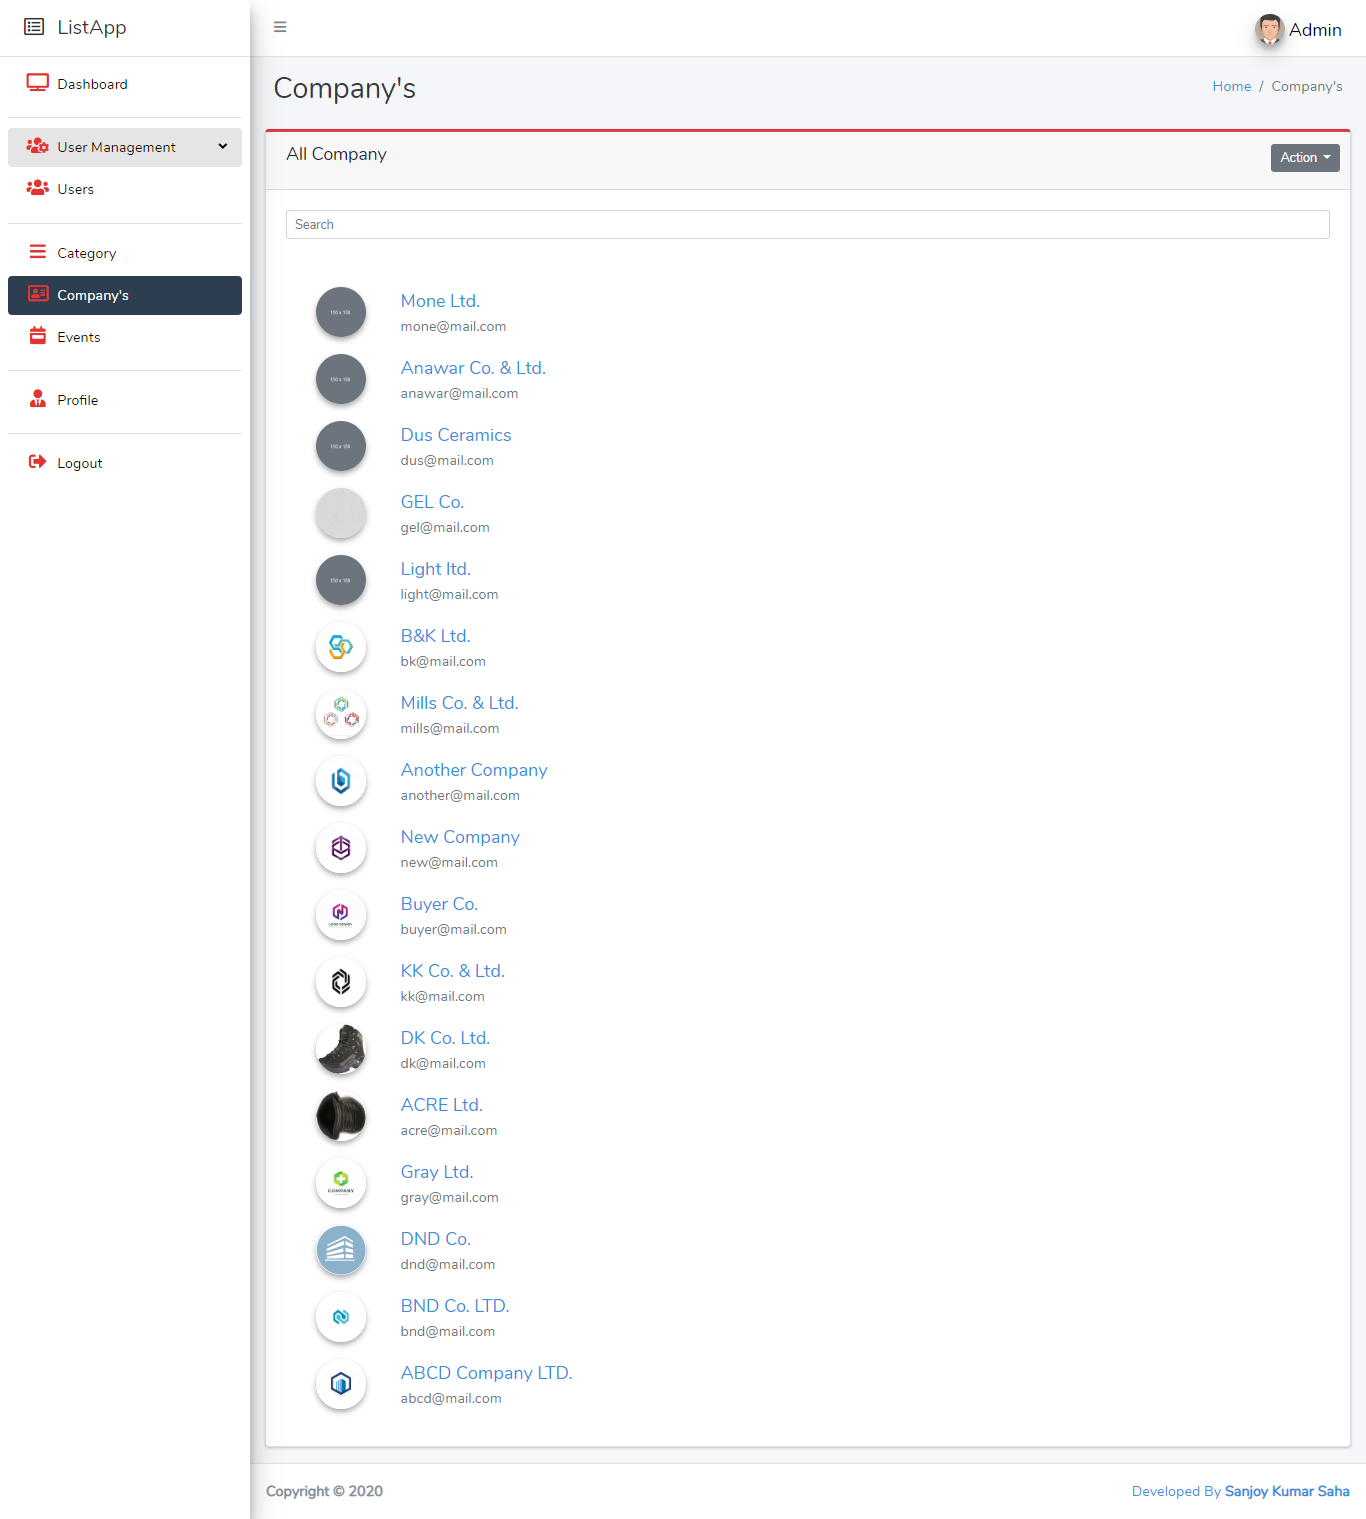 ListApp
Admin
Dashboard
User Management
Users
Category
Company's
Events
Profile
Logout
Company's
Home / Company's
All Company
Action
Search
150 x 150
Mone Ltd.
mone@mail.com
150 x 150
Anawar Co. & Ltd.
anawar@mail.com
150 x 150
Dus Ceramics
dus@mail.com
GEL Co.
gel@mail.com
150 x 150
Light ltd.
light@mail.com
B&K Ltd.
bk@mail.com
Mills Co. & Ltd.
mills@mail.com
Another Company
another@mail.com
New Company
new@mail.com
LOGO DESIGN
Buyer Co.
buyer@mail.com
KK Co. & Ltd.
kk@mail.com
DK Co. Ltd.
dk@mail.com
ACRE Ltd.
acre@mail.com
COMPANY
Gray Ltd.
gray@mail.com
DND Co.
dnd@mail.com
BND Co. LTD.
bnd@mail.com
ABCD Company LTD.
abcd@mail.com
Copyright © 2020
Developed By Sanjoy Kumar Saha